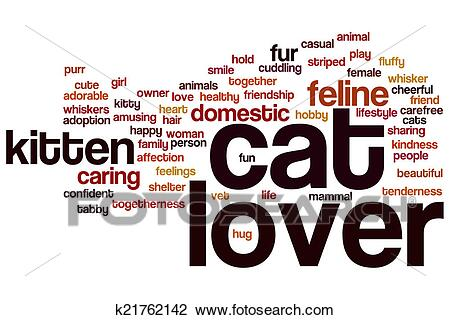 animal
fur casual play
hold striped fluffy
purr smile cuddling
cute girl animals together female whisker
adorable owner love healthy friendship feline cheerful
whiskers kitty heart domestic lifestyle friend
adoption amusing hair hobby carefree
happy woman cat cats
kitten family person sharing
affection fun kindness
caring feelings people
confident shelter vet life mammal beautiful
tabby togetherness tenderness
hug lover
Fotosearch
k21762142 www.fotosearch.com